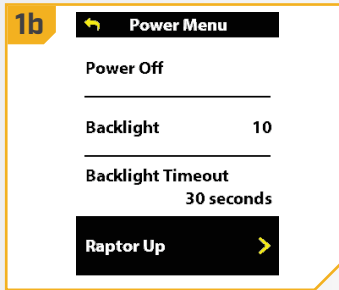 1b
Power Menu
Power Off
Backlight 10
Backlight Timeout
30 seconds
Raptor Up